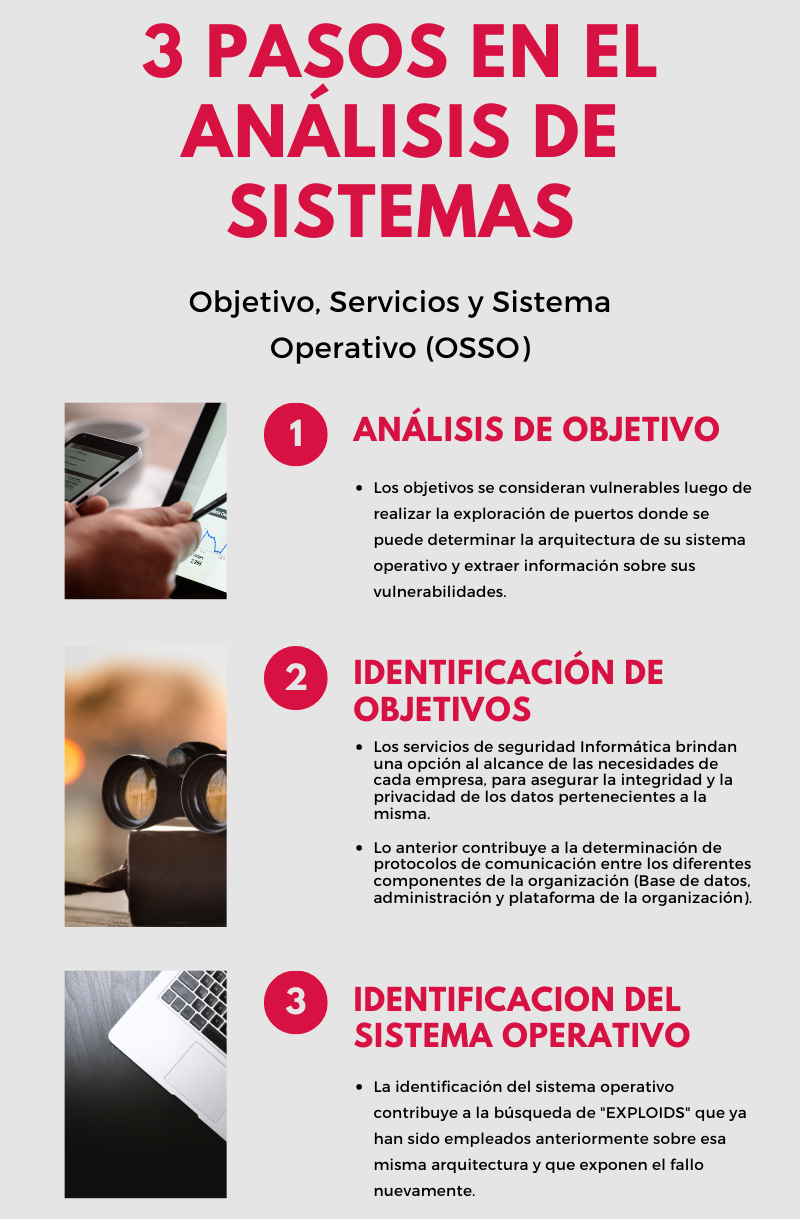 3 PASOS EN EL
ANÁLISIS DE
SISTEMAS
Objetivo, Servicios y Sistema
Operativo (OSSO)
1
ANÁLISIS DE OBJETIVO
• Los objetivos se consideran vulnerables luego de
realizar la exploración de puertos donde se
puede determinar la arquitectura de su sistema
operativo y extraer información sobre sus
vulnerabilidades.
2
IDENTIFICACIÓN DE
OBJETIVOS
• Los servicios de seguridad Informática brindan
una opción al alcance de las necesidades de
cada empresa, para asegurar la integridad y la
privacidad de los datos pertenecientes a la
misma.
• Lo anterior contribuye a la determinación de
protocolos de comunicación entre los diferentes
componentes de la organización (Base de datos,
administración y plataforma de la organización).
3
IDENTIFICACION DEL
SISTEMA OPERATIVO
• La identificación del sistema operativo
contribuye a la búsqueda de "EXPLOIDS" que ya
han sido empleados anteriormente sobre esa
misma arquitectura y que exponen el fallo
nuevamente.